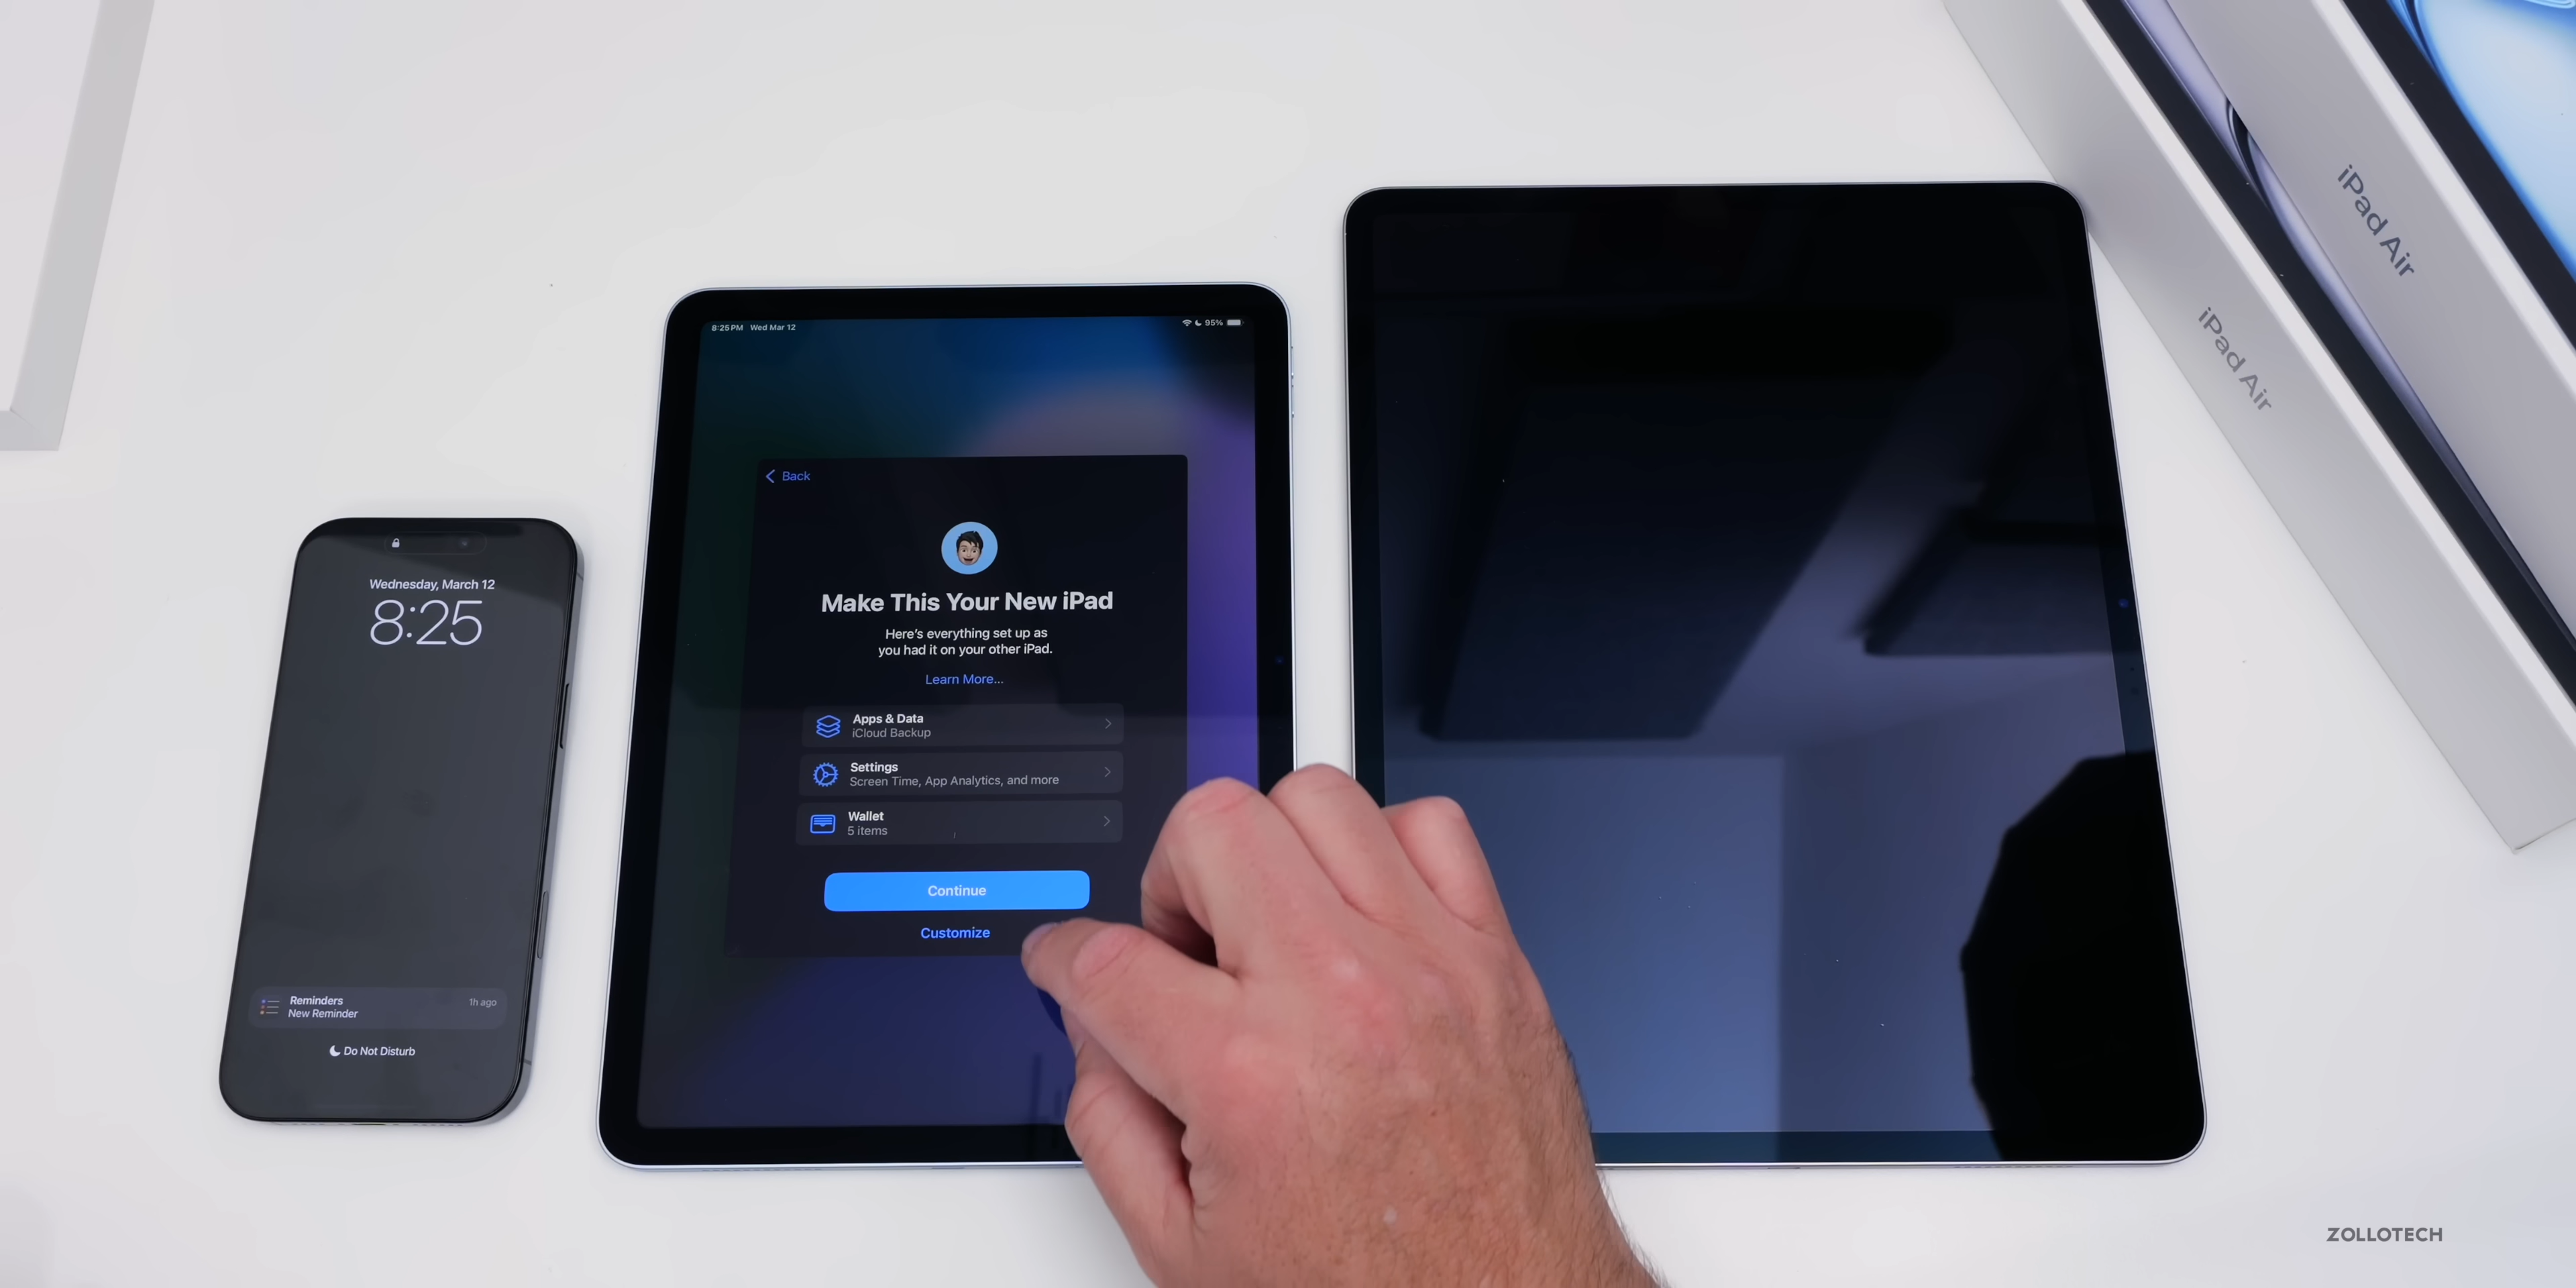 Wednesday, March 12
8:25
Reminders
1h ago
New Reminder
Do Not Disturb
8:25 PM Wed Mar 12
95%
Back
Make This Your New iPad
Here's everything set up as
you had it on your other iPad.
Learn More...
Apps & Data
iCloud Backup
Settings
Screen Time, App Analytics, and more
Wallet
5 items
Continue
Customize
iPad Air
iPad Air
ZOLLOTECH